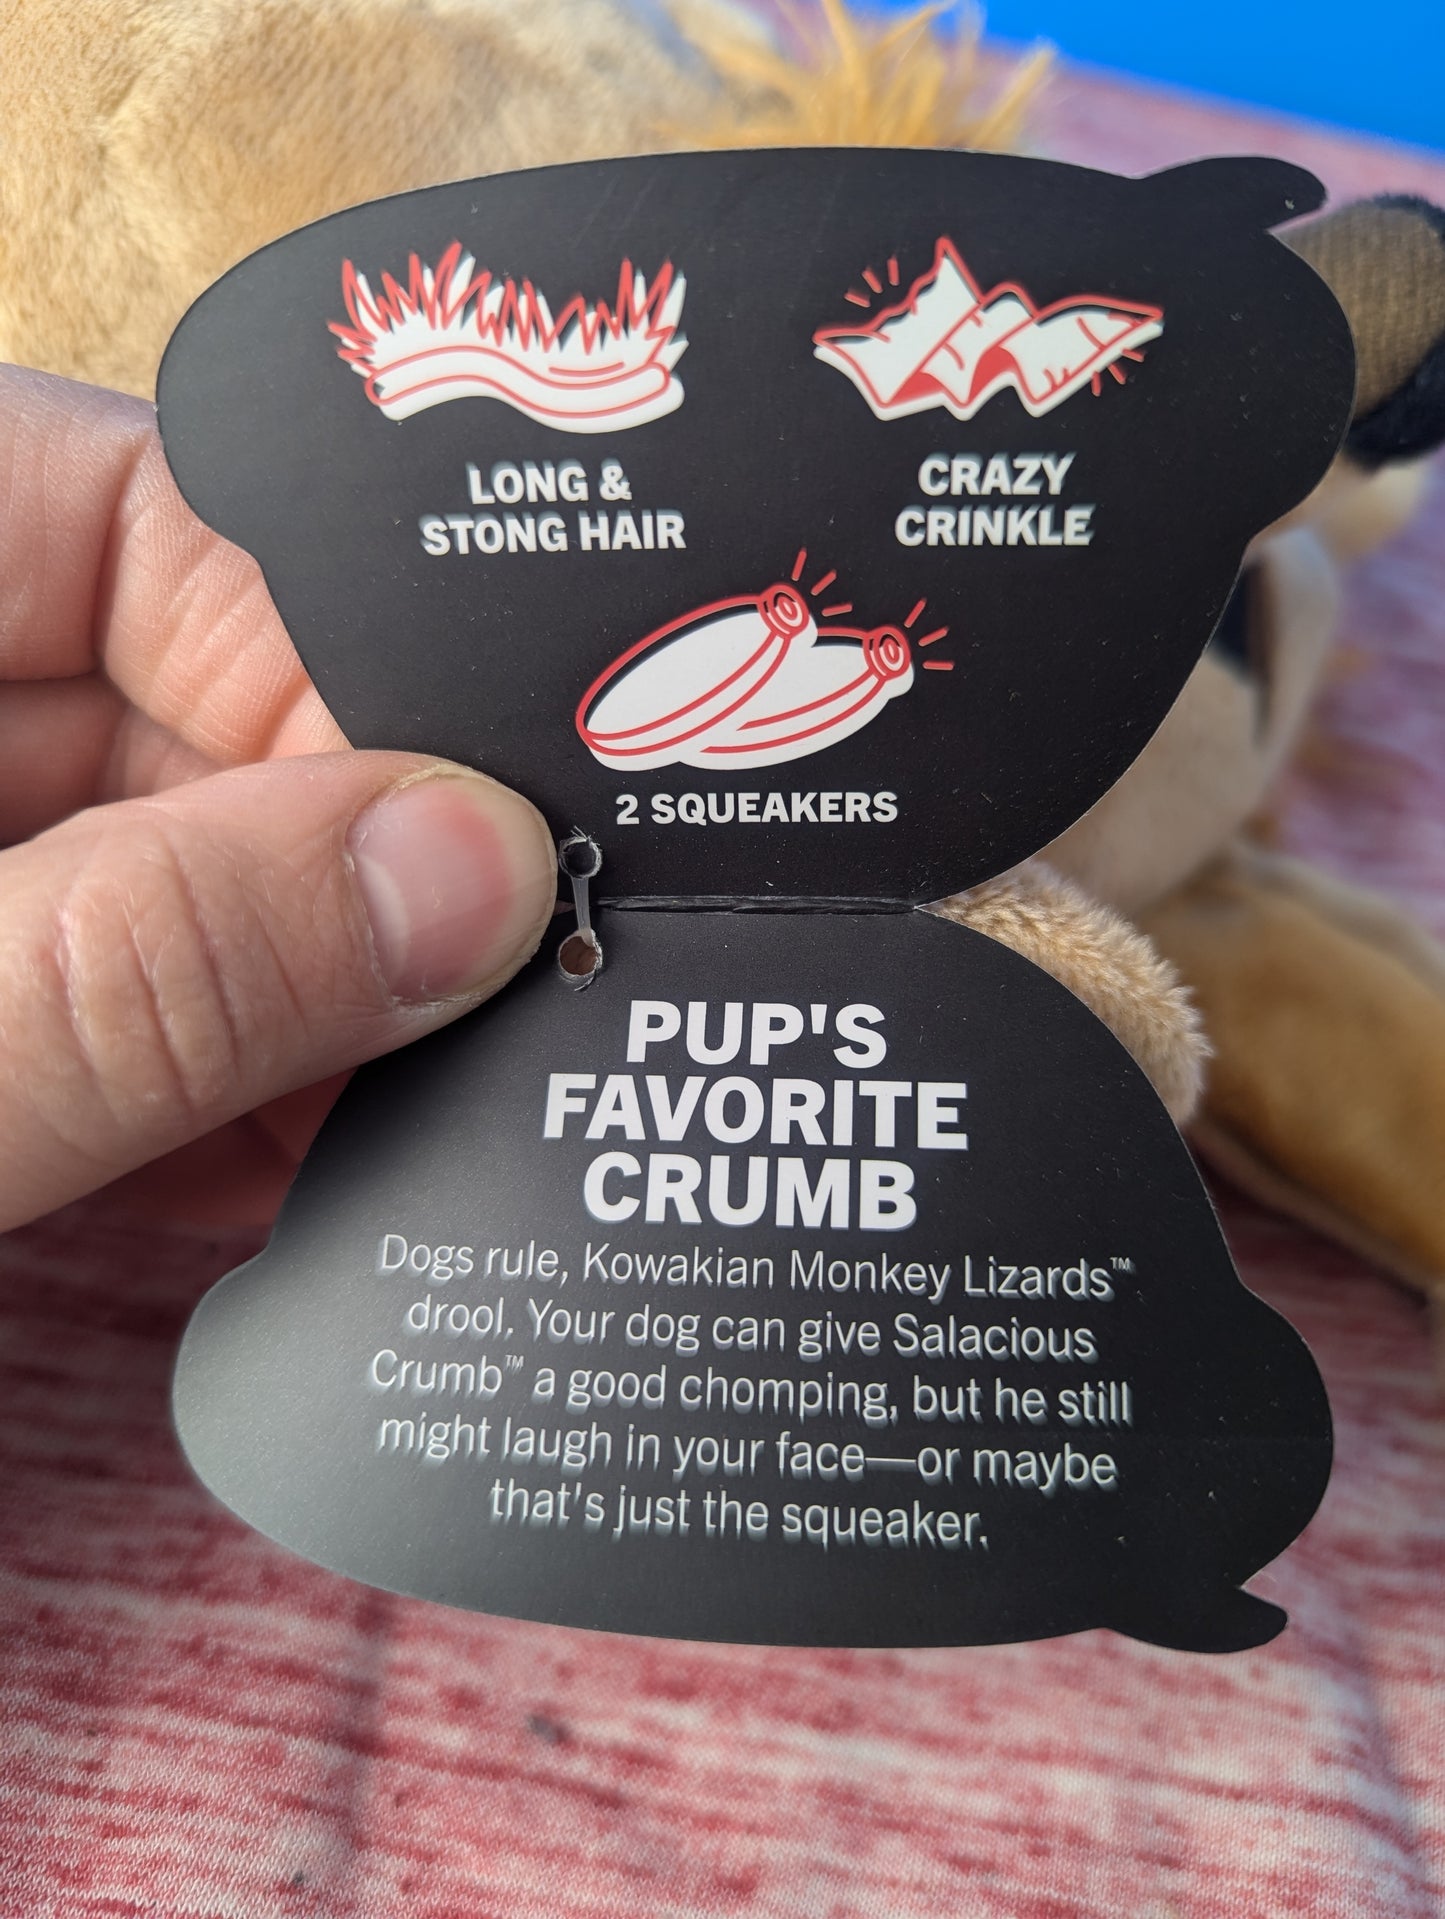 LONG &
STONG HAIR
CRAZY
CRINKLE
2 SQUEAKERS
PUP'S
FAVORITE
CRUMB
Dogs rule, Kowakian Monkey Lizards™
drool. Your dog can give Salacious
Crumb™ a good chomping, but he still
might laugh in your face—or maybe
that's just the squeaker.